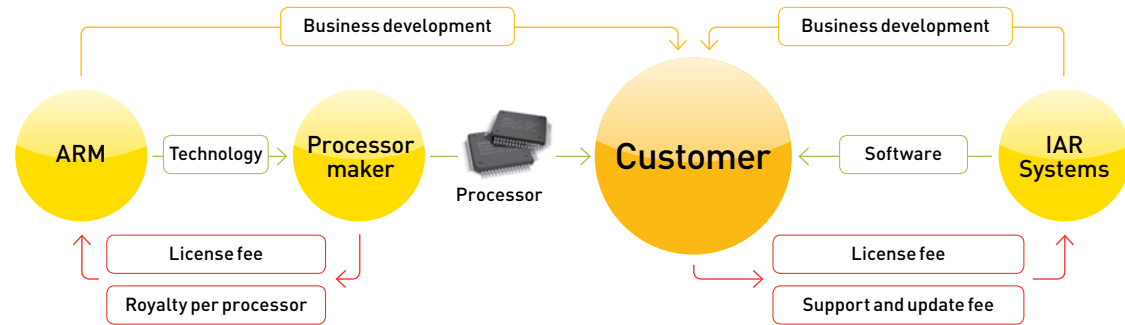 Business development
Business development
ARM
Technology
Processor
maker
Processor
Customer
Software
IAR
Systems
License fee
Royalty per processor
License fee
Support and update fee